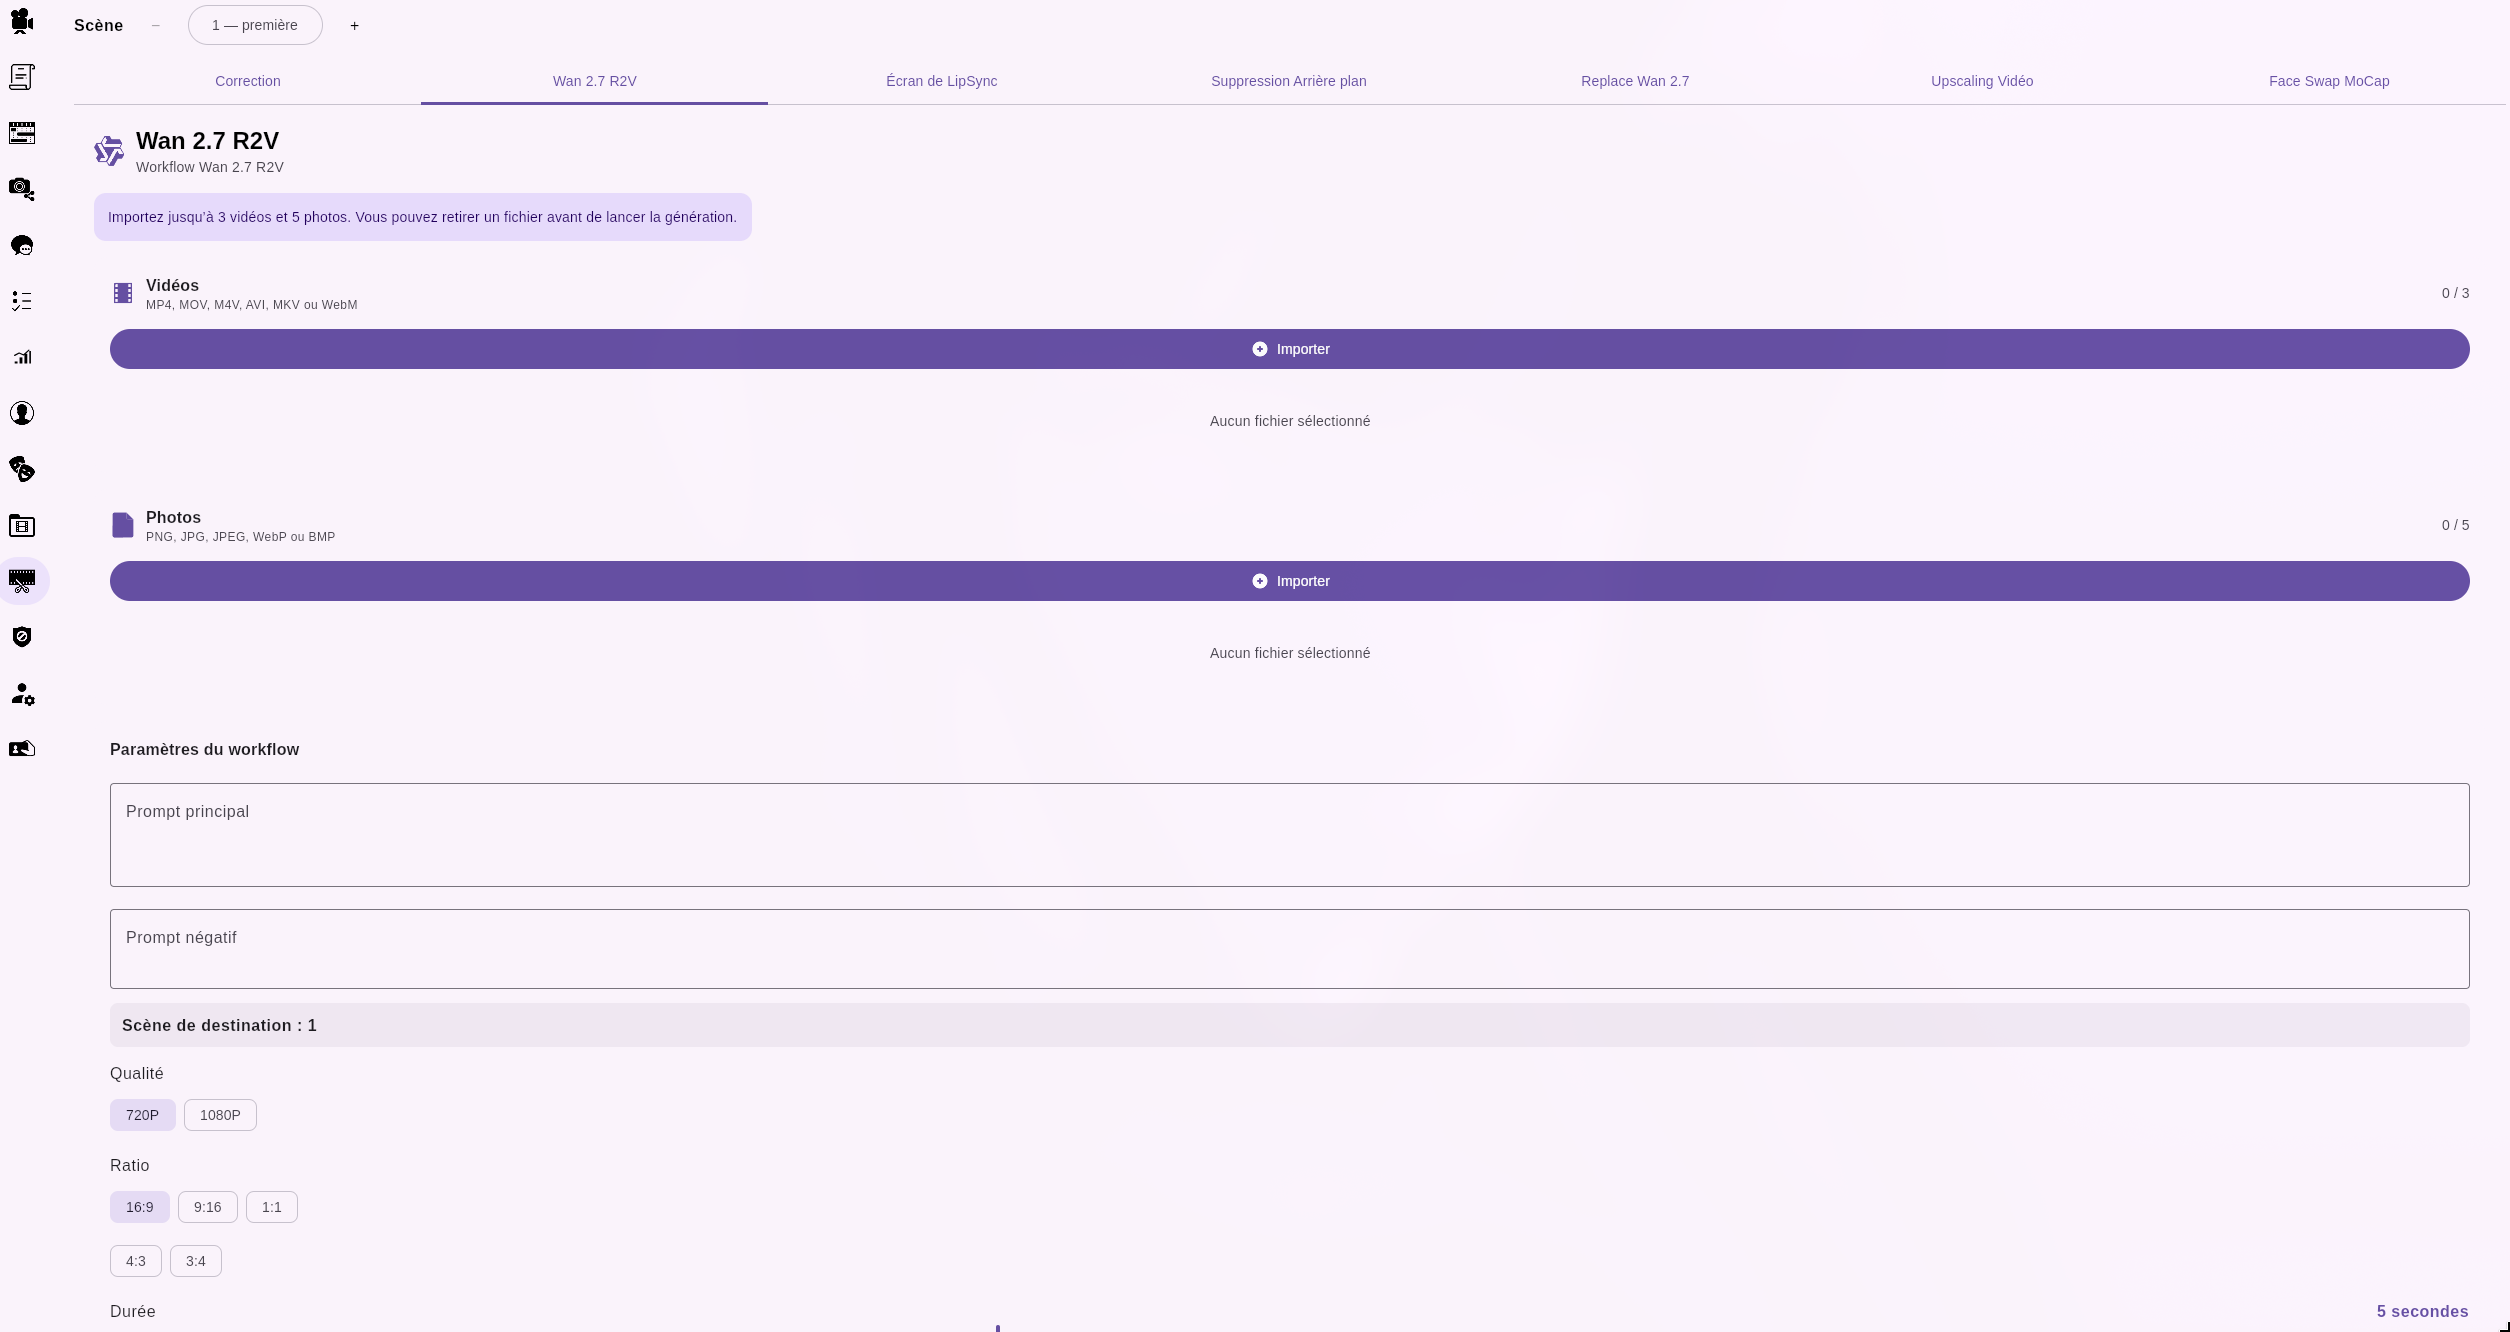 Scène − 1 — première +
Correction Wan 2.7 R2V Écran de LipSync Suppression Arrière plan Replace Wan 2.7 Upscaling Vidéo Face Swap MoCap
Wan 2.7 R2V
Workflow Wan 2.7 R2V
Importez jusqu’à 3 vidéos et 5 photos. Vous pouvez retirer un fichier avant de lancer la génération.
Vidéos
MP4, MOV, M4V, AVI, MKV ou WebM
0 / 3
Importer
Aucun fichier sélectionné
Photos
PNG, JPG, JPEG, WebP ou BMP
0 / 5
Importer
Aucun fichier sélectionné
Paramètres du workflow
Prompt principal
Prompt négatif
Scène de destination : 1
Qualité
720P 1080P
Ratio
16:9 9:16 1:1
4:3 3:4
Durée 5 secondes